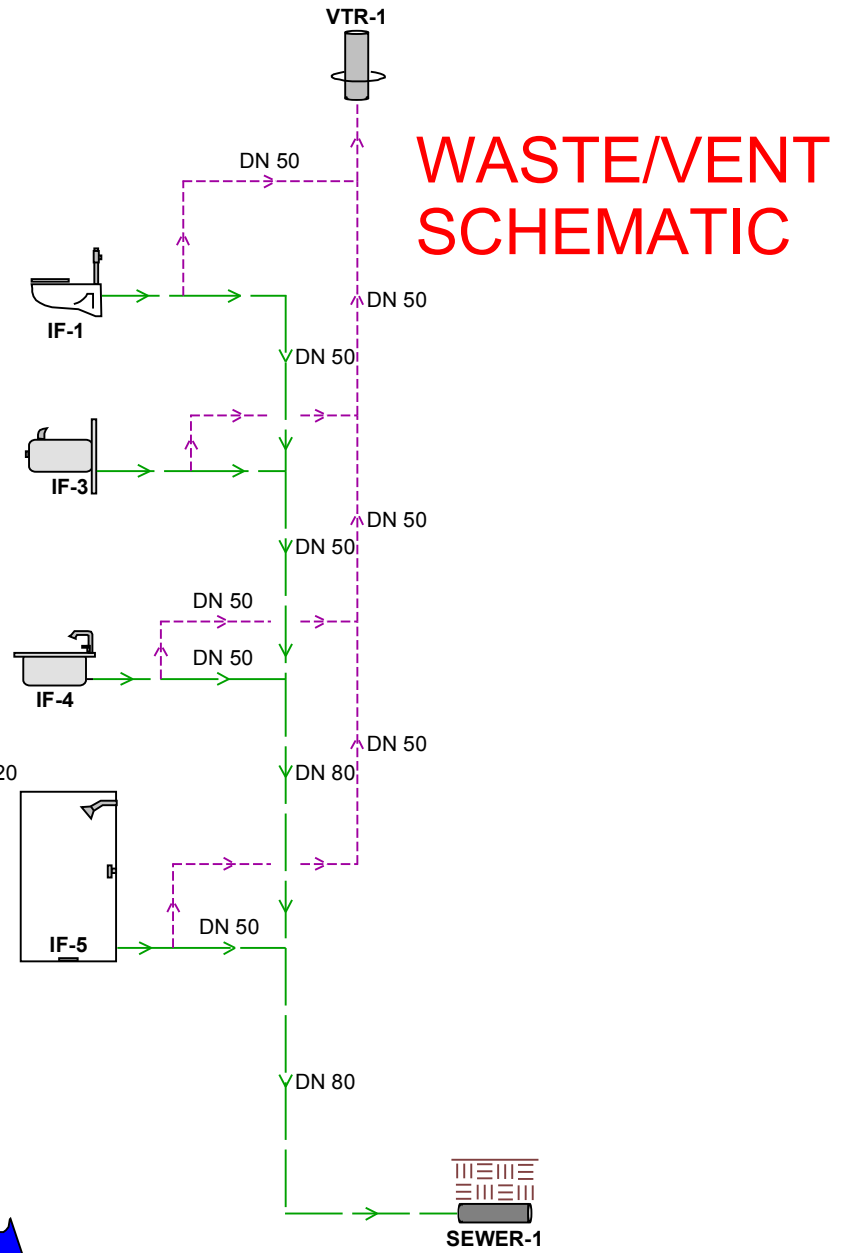 VTR-1
WASTE/VENT
SCHEMATIC
DN 50
DN 50
IF-1
DN 50
IF-3
DN 50
DN 50
DN 50
DN 50
IF-4
DN 50
20
DN 80
DN 50
IF-5
DN 80
SEWER-1